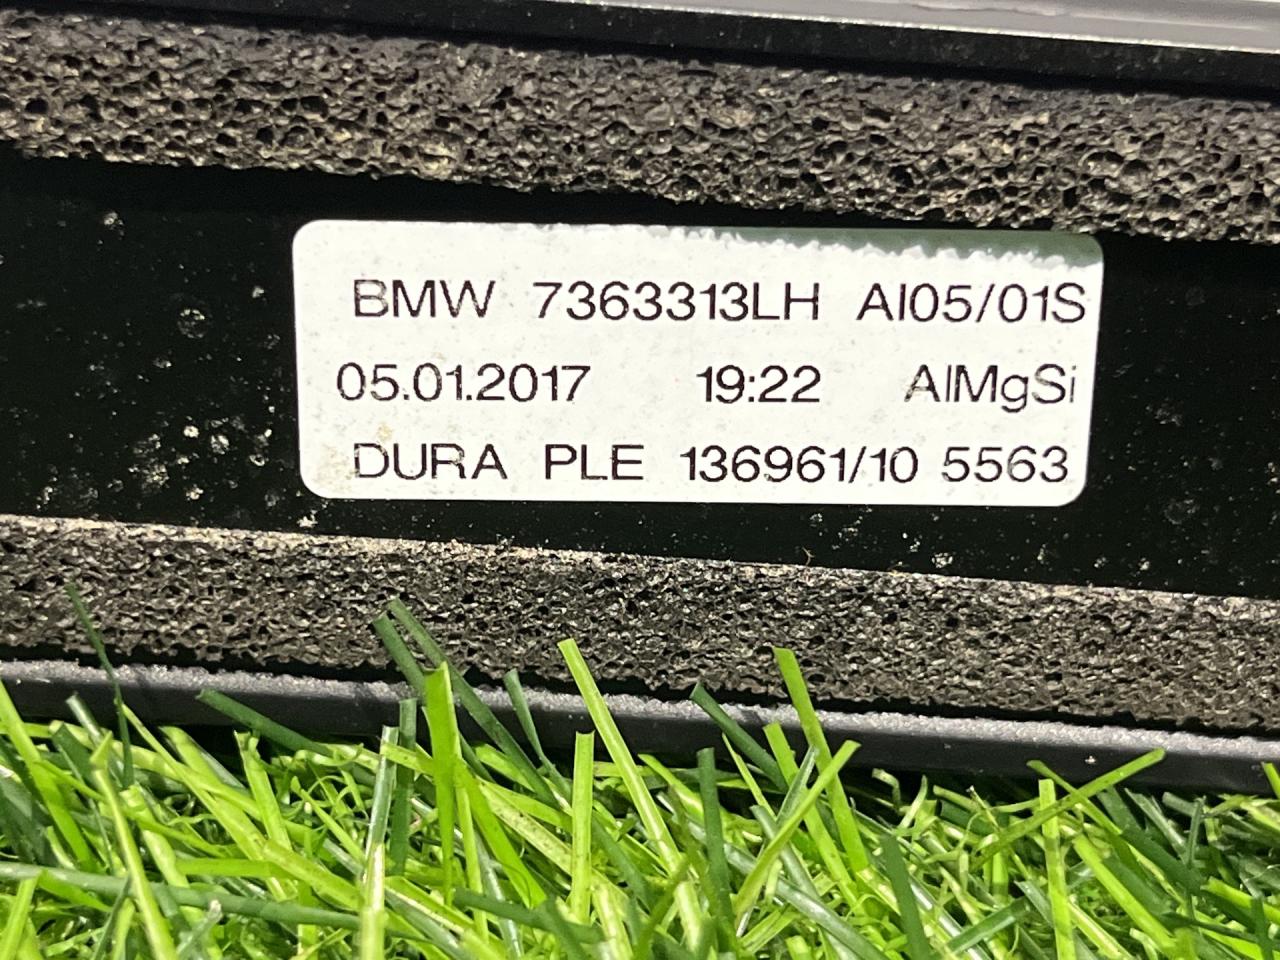 BMW 7363313LH AI05/01S
05.01.2017 19:22 AlMgSi
DURA PLE 136961/10 5563